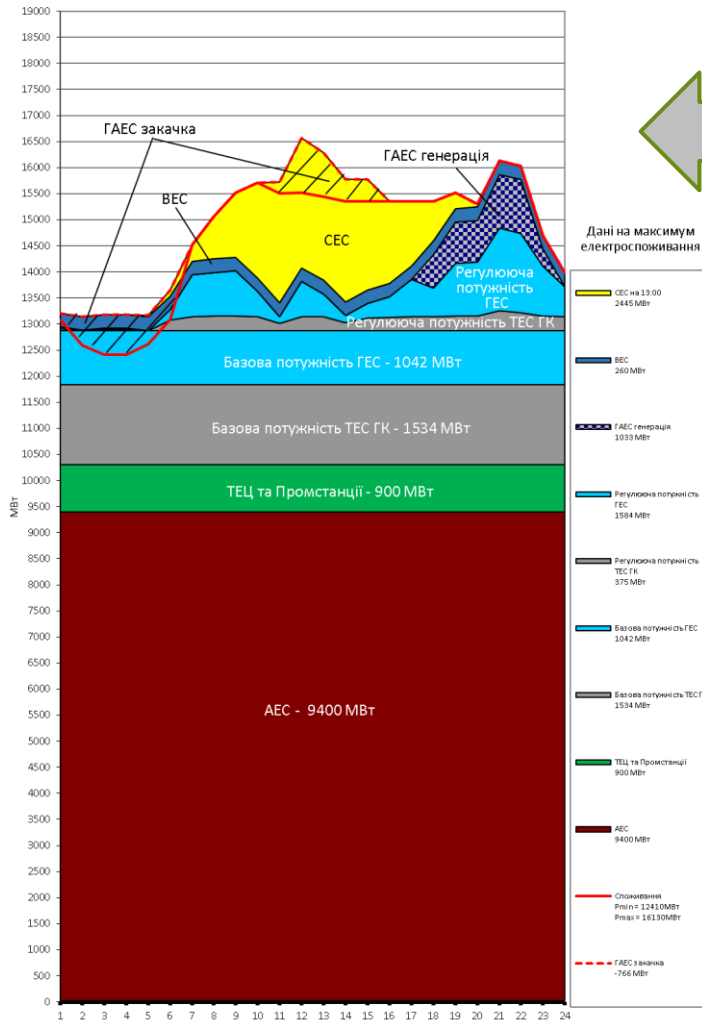 19000
18500
18000
17500
17000
16500
16000
15500
15000
14500
14000
13500
13000
12500
12000
11500
11000
10500
10000
9500
9000
8500
8000
7500
7000
6500
6000
5500
5000
4500
4000
3500
3000
2500
2000
1500
1000
500
0
МВт
1 2 3 4 5 6 7 8 9 10 11 12 13 14 15 16 17 18 19 20 21 22 23 24
ГАЕС закачка
ВЕС
ГАЕС генерація
СЕС
Регулююча
потужність
ГЕС
Регулююча потужність ТЕС ГК
Базова потужність ГЕС - 1042 МВт
Базова потужність ТЕС ГК - 1534 МВт
ТЕЦ та Промстанції - 900 МВт
АЕС - 9400 МВт
Дані на максимум
електроспоживання
СЕС на 13:00
2445 МВт
ВЕС
260 МВт
ГАЕС генерація
1033 МВт
Регулююча потужність
ГЕС
1584 МВт
Регулююча потужність
ТЕС ГК
375 МВт
Базова потужність ГЕС
1042 МВт
Базова потужність ТЕС
1534 МВт
ТЕЦ та Промстанції
900 МВт
АЕС
9400 МВт
Споживання
Pmin = 12410МВт
Pmax = 16130МВт
ГАЕС закачка
-766 МВт